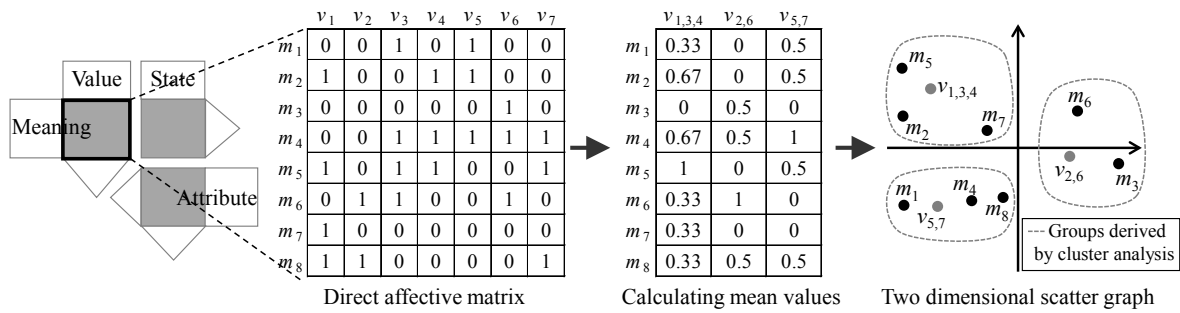 v1 v2 v3 v4 v5 v6 v7
m1 0 0 1 0 1 0 0
m2 1 0 0 1 1 0 0
m3 0 0 0 0 0 1 0
m4 0 0 1 1 1 1 1
m5 1 0 1 1 0 0 1
m6 0 1 1 0 0 1 0
m7 1 0 0 0 0 0 0
m8 1 1 0 0 0 0 1
Direct affective matrix
Value State
Meaning
Attribute
v1,3,4 v2,6 v5,7
m1 0.33 0 0.5
m2 0.67 0 0.5
m3 0 0.5 0
m4 0.67 0.5 1
m5 1 0 0.5
m6 0.33 1 0
m7 0.33 0 0
m8 0.33 0.5 0.5
Calculating mean values
m5
v1,3,4
m2
m7
m6
v2,6
m3
m1
v5,7
m4
m8
Groups derived
by cluster analysis
Two dimensional scatter graph